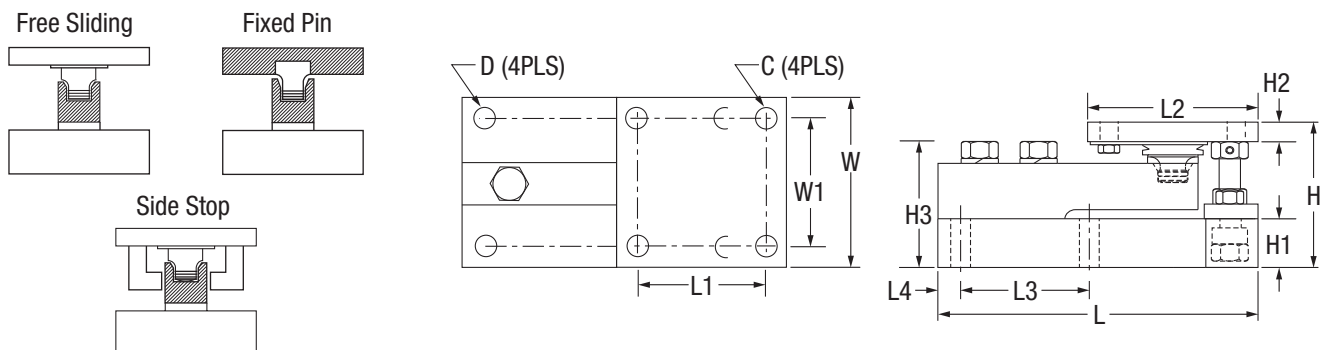 Free Sliding
Fixed Pin
Side Stop
D (4PLS)
C (4PLS)
W1
W
L1
L2
H2
H3
H
H1
L4
L3
L